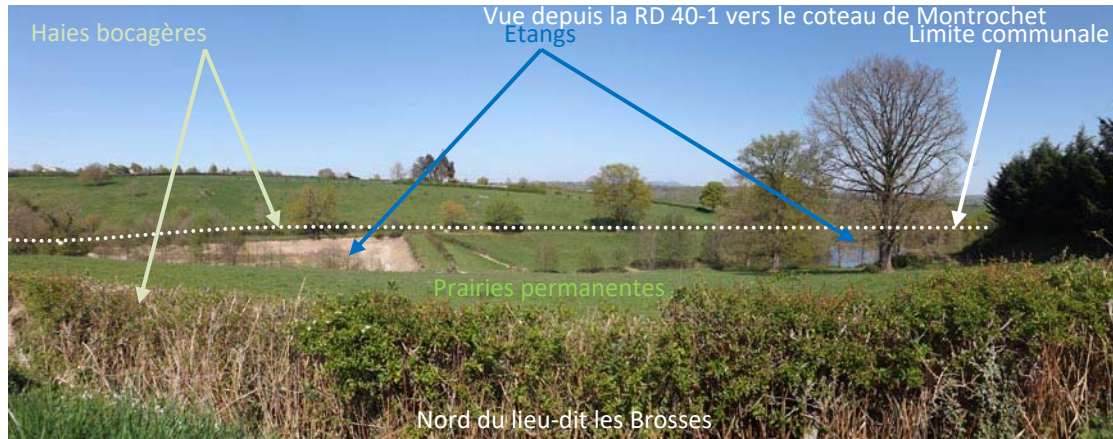 Vue depuis la RD 40-1 vers le coteau de Montrochet
Haies bocagères
Etangs
Limite communale
Prairies permanentes
Nord du lieu-dit les Brosses